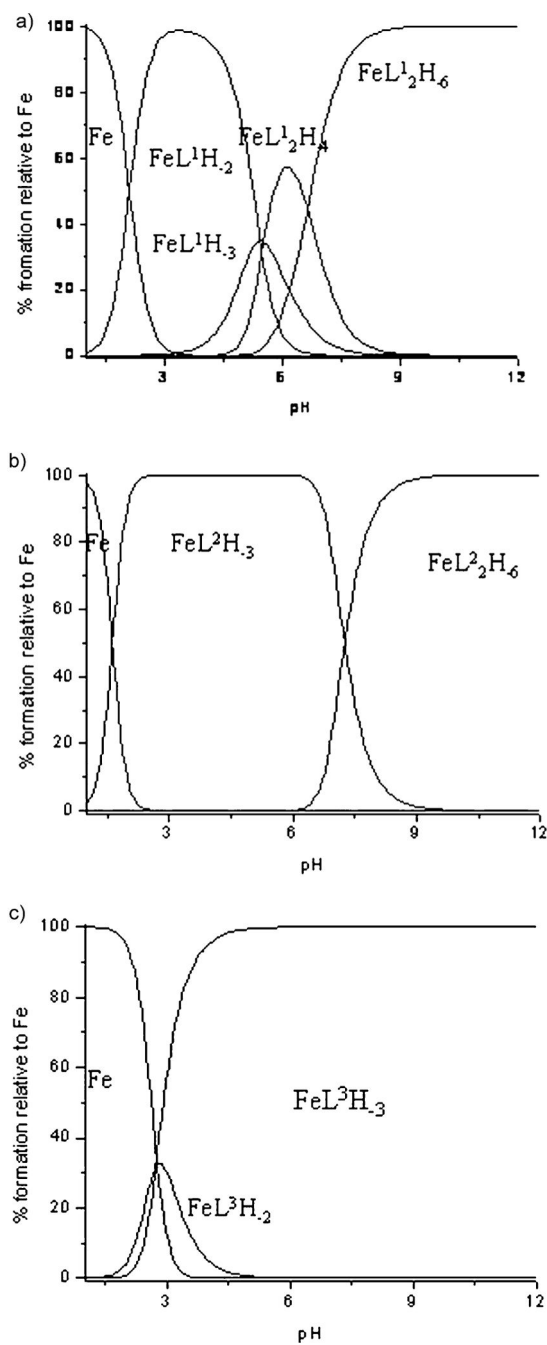 a)
% fromation relative to Fe
100
80
60
40
20
0
Fe
FeL¹H₋₂
FeL¹H₋₃
FeL¹₂H₋₄
FeL¹₂H₋₆
3
6
9
12
pH
b)
% formation relative to Fe
100
80
60
40
20
0
Fe
FeL²H₋₃
FeL²₂H₋₆
3
6
9
12
pH
c)
% formation relative to Fe
100
80
60
40
20
0
Fe
FeL³H₋₂
FeL³H₋₃
3
6
9
12
pH